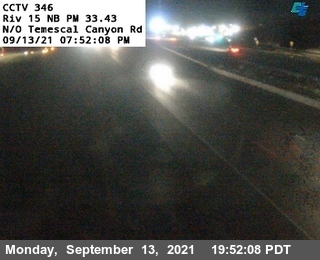 CCTV 346
Riv 15 NB PM 33.43
N/O Temescal Canyon Rd
09/13/21 07:52:08 PM
Monday, September 13, 2021 19:52:08 PDT